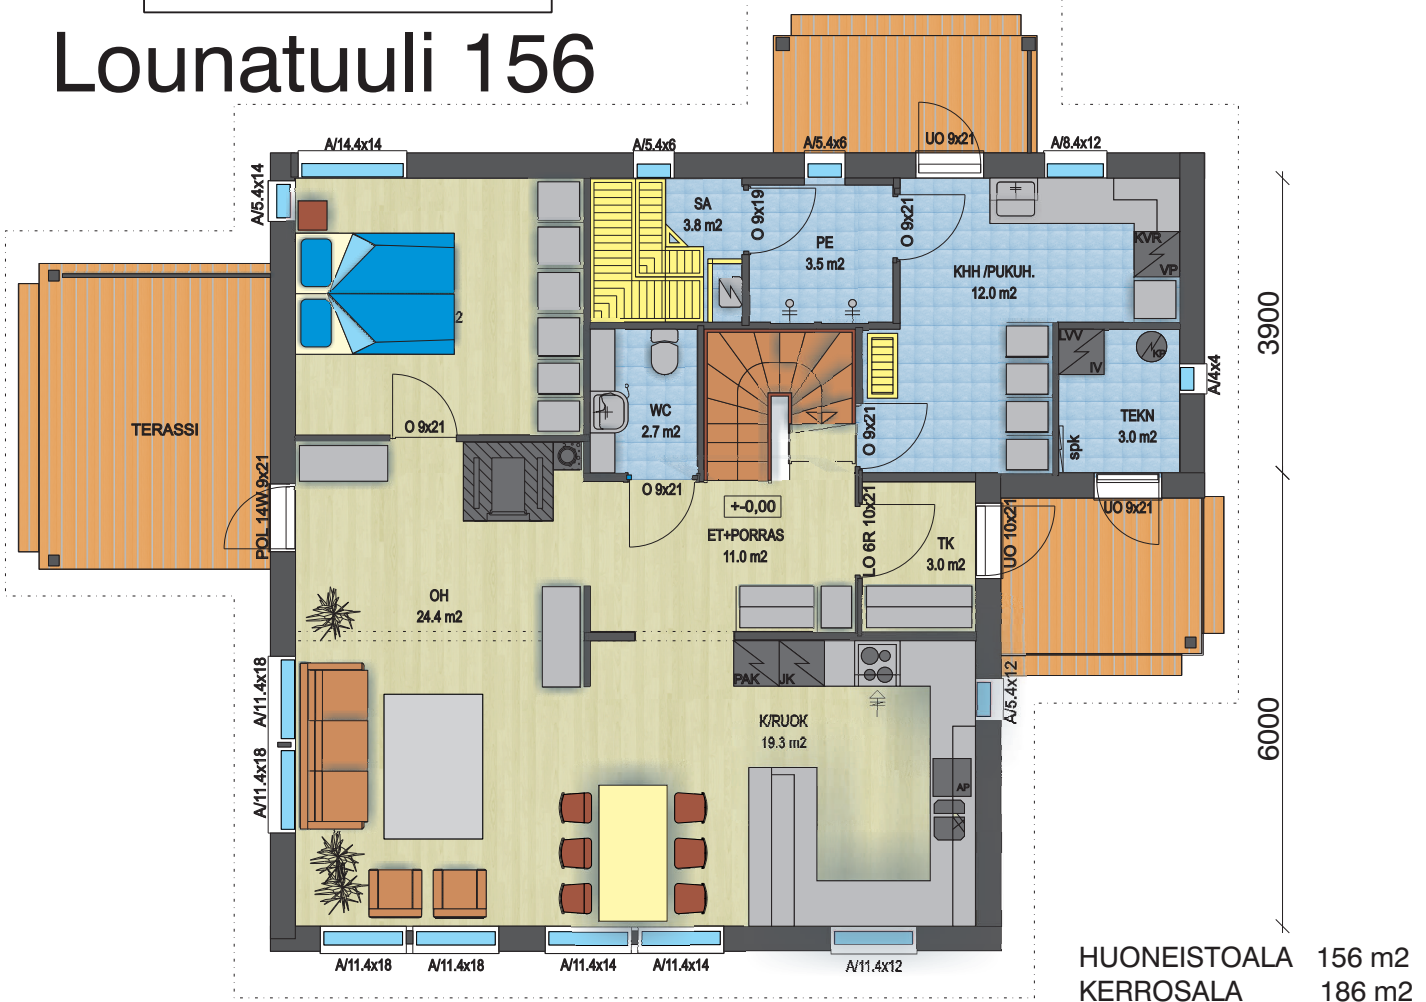 Lounatuuli 156
A/14.4x14
A/5.4x6
A/5.4x6
UO 9x21
A/8.4x12
A/5.4x14
SA
3.8 m2
O 9x19
PE
3.5 m2
O 9x21
KHH /PUKUH.
12.0 m2
KVR
VP
3900
2
TERASSI
O 9x21
WC
2.7 m2
O 9x21
O 9x21
LVV
IV
KP
A/4x4
TEKN
3.0 m2
spk
UO 9x21
POL 14W 9x21
+-0,00
ET+PORRAS
11.0 m2
LO 6R 10x21
TK
3.0 m2
UO 10x21
OH
24.4 m2
PAK
JK
A/5.4x12
A/11.4x18
A/11.4x18
K/RUOK
19.3 m2
AP
6000
A/11.4x18
A/11.4x18
A/11.4x14
A/11.4x14
A/11.4x12
HUONEISTOALA 156 m2
KERROSALA 186 m2